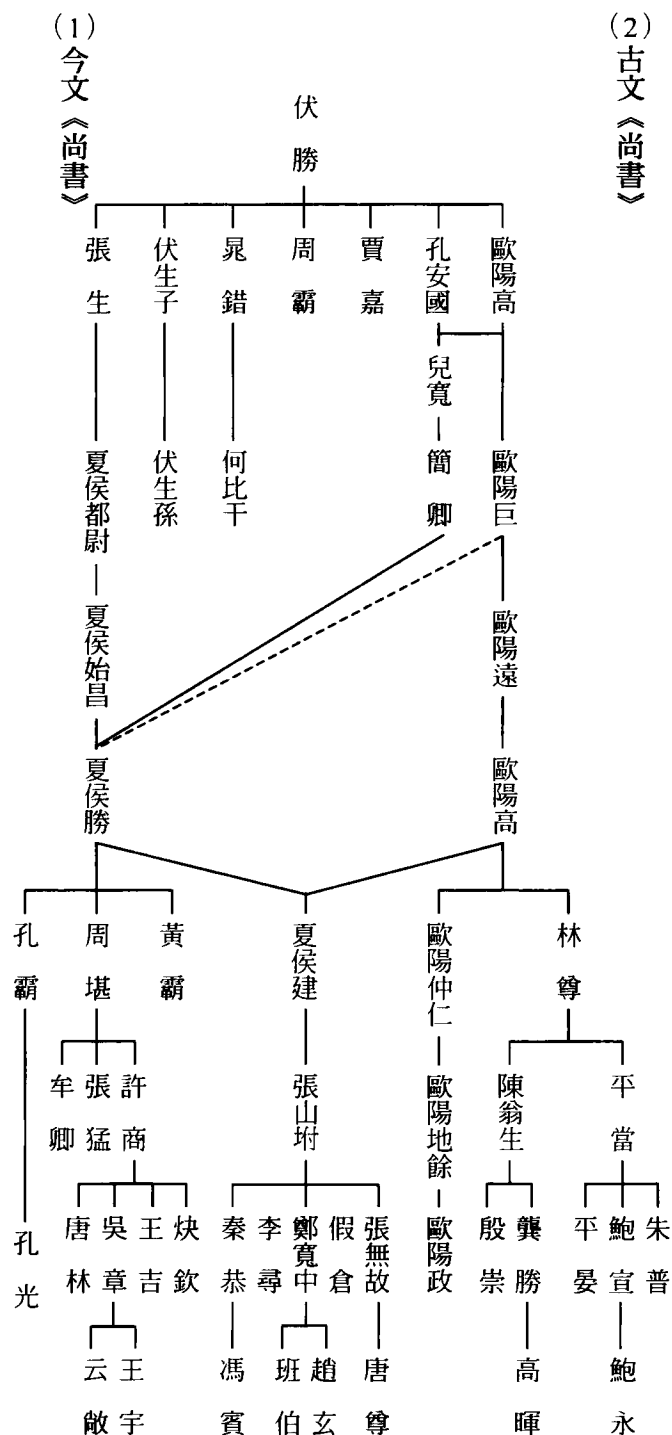 (1)今文《尚書》
(2)古文《尚書》
伏勝
張生
伏生子
晁錯
周霸
賈嘉
孔安國
歐陽高
兒寬
夏侯都尉
伏生孫
何比干
簡卿
歐陽巨
夏侯始昌
歐陽遠
夏侯勝
歐陽高
孔霸
周堪
黃霸
夏侯建
歐陽仲仁
林尊
牟卿
張猛
許商
張山坿
歐陽地餘
陳翁生
平當
孔光
唐林
吳章
王吉
炔欽
秦恭
李尋
鄭寬中
假倉
張無故
歐陽政
殷崇
龔勝
平晏
鮑宣
朱普
云敞
王宇
馮賓
班伯
趙玄
唐尊
高暉
鮑永